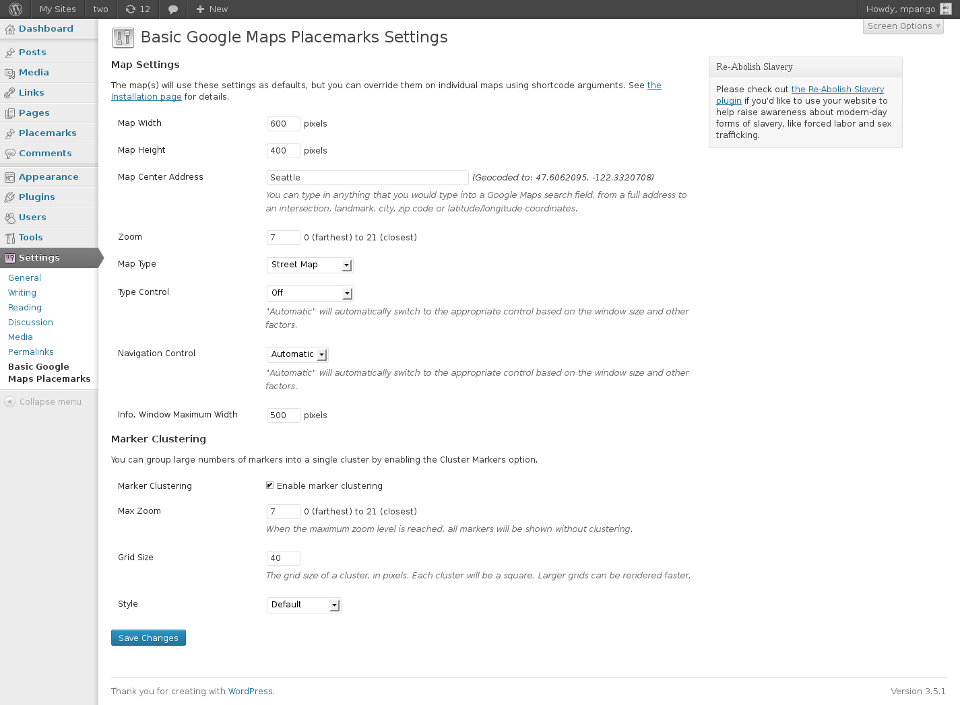 My Sites two 12 New Howdy, mpango
Screen Options
Dashboard
Posts
Media
Links
Pages
Placemarks
Comments
Appearance
Plugins
Users
Tools
Settings
General
Writing
Reading
Discussion
Media
Permalinks
Basic Google
Maps Placemarks
Collapse menu
Basic Google Maps Placemarks Settings
Map Settings
The map(s) will use these settings as defaults, but you can override them on individual maps using shortcode arguments. See the
Installation page for details.
Map Width 600 pixels
Map Height 400 pixels
Map Center Address Seattle (Geocoded to: 47.6062095, -122.3320708)
You can type in anything that you would type into a Google Maps search field, from a full address to
an intersection, landmark, city, zip code or latitude/longitude coordinates.
Zoom 7 0 (farthest) to 21 (closest)
Map Type Street Map
Type Control Off
"Automatic" will automatically switch to the appropriate control based on the window size and other
factors.
Navigation Control Automatic
"Automatic" will automatically switch to the appropriate control based on the window size and other
factors.
Info. Window Maximum Width 500 pixels
Marker Clustering
You can group large numbers of markers into a single cluster by enabling the Cluster Markers option.
Marker Clustering Enable marker clustering
Max Zoom 7 0 (farthest) to 21 (closest)
When the maximum zoom level is reached, all markers will be shown without clustering.
Grid Size 40
The grid size of a cluster, in pixels. Each cluster will be a square. Larger grids can be rendered faster.
Style Default
Save Changes
Re-Abolish Slavery
Please check out the Re-Abolish Slavery
plugin if you'd like to use your website to
help raise awareness about modern-day
forms of slavery, like forced labor and sex
trafficking.
Thank you for creating with WordPress. Version 3.5.1